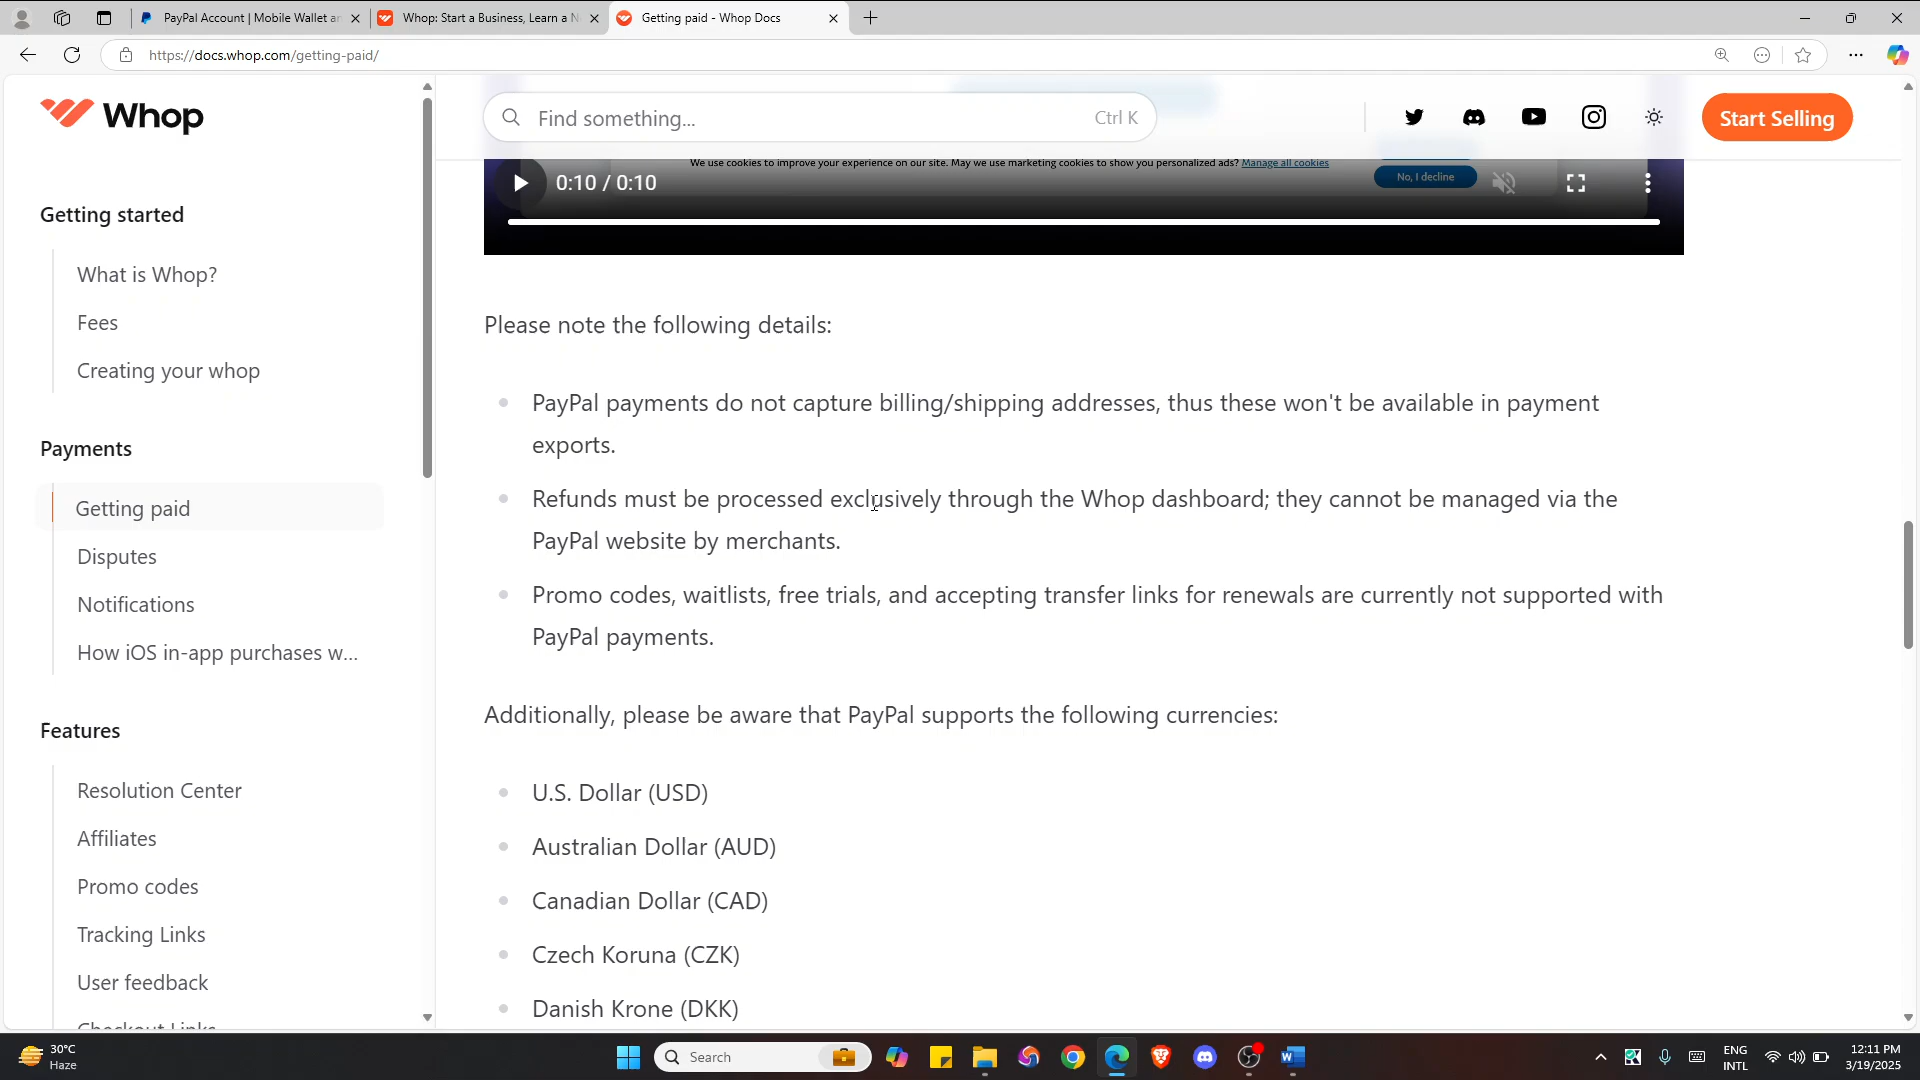 PayPal Account | Mobile Wallet an
Whop: Start a Business, Learn a N
Getting paid - Whop Docs
https://docs.whop.com/getting-paid/
Whop
Find something...
Ctrl K
Start Selling
We use cookies to improve your experience on our site. May we use marketing cookies to show you personalized ads? Manage all cookies
No, I decline
0:10 / 0:10
Getting started
What is Whop?
Fees
Creating your whop
Payments
Getting paid
Disputes
Notifications
How iOS in-app purchases w...
Features
Resolution Center
Affiliates
Promo codes
Tracking Links
User feedback
Checkout Links
Please note the following details:
PayPal payments do not capture billing/shipping addresses, thus these won't be available in payment
exports.
Refunds must be processed exclusively through the Whop dashboard; they cannot be managed via the
PayPal website by merchants.
Promo codes, waitlists, free trials, and accepting transfer links for renewals are currently not supported with
PayPal payments.
Additionally, please be aware that PayPal supports the following currencies:
U.S. Dollar (USD)
Australian Dollar (AUD)
Canadian Dollar (CAD)
Czech Koruna (CZK)
Danish Krone (DKK)
30°C
Haze
Search
ENG
INTL
12:11 PM
3/19/2025